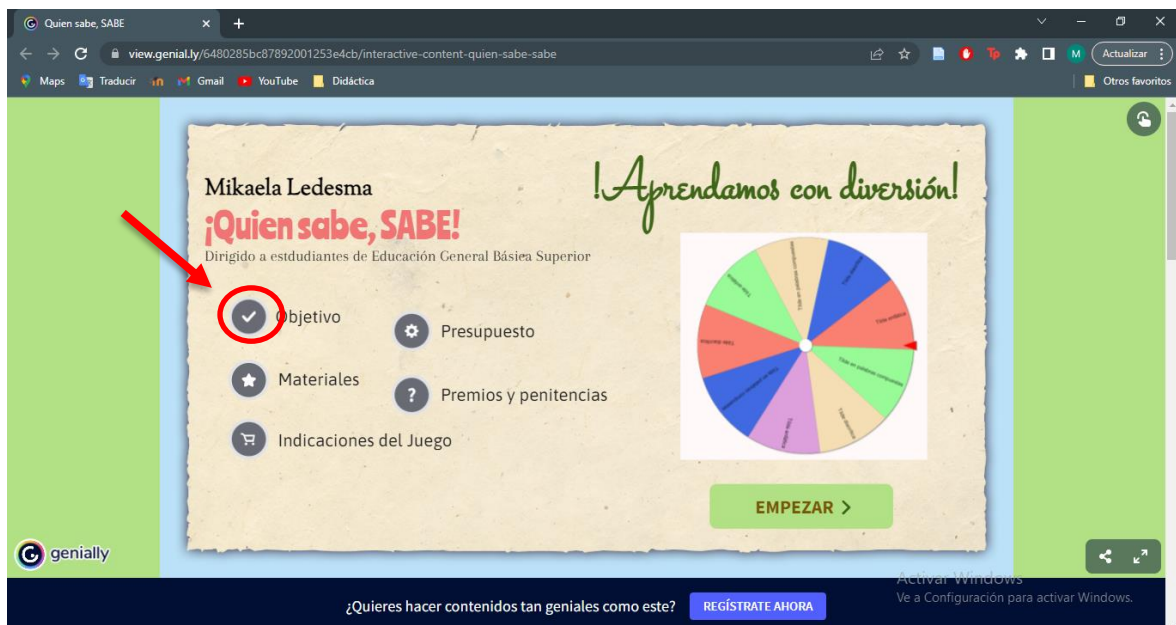 Quien sabe, SABE
view.genial.ly/6480285bc87892001253e4cb/interactive-content-quien-sabe-sabe
Tp
M
Actualizar
Maps
Traducir
Gmail
YouTube
Didáctica
Otros favoritos
Mikaela Ledesma
!Aprendamos con diversión!
¡Quien sabe, SABE!
Dirigido a estdudiantes de Educación General Básica Superior
Objetivo
Presupuesto
Materiales
Premios y penitencias
Indicaciones del Juego
EMPEZAR
genially
Activar Windows
Ve a Configuración para activar Windows.
¿Quieres hacer contenidos tan geniales como este?
REGÍSTRATE AHORA